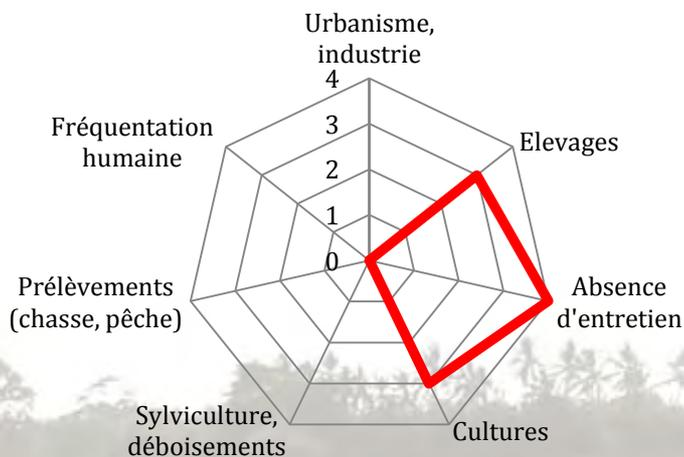 Urbanisme,
industrie
4
3
2
1
0
Elevages
Absence
d'entretien
Cultures
Sylviculture,
déboisements
Prélèvements
(chasse, pêche)
Fréquentation
humaine